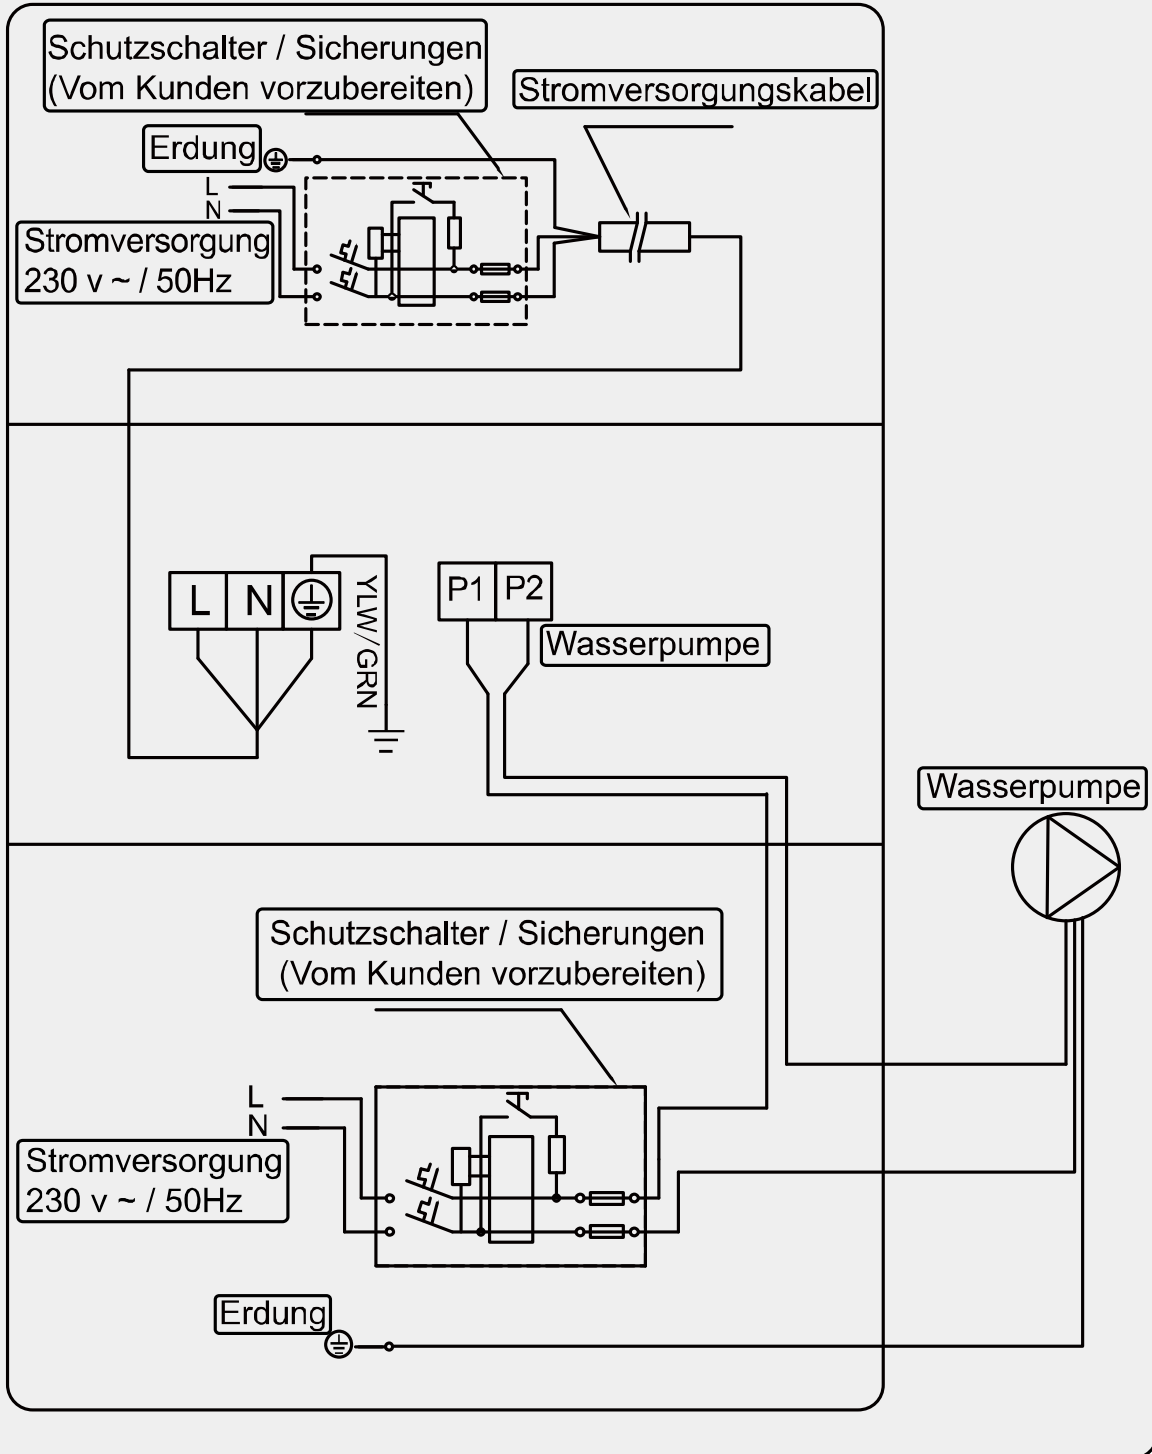 Schutzschalter / Sicherungen
(Vom Kunden vorzubereiten)
Stromversorgungskabel
Erdung
L
N
Stromversorgung
230 v ~ / 50Hz
L N
YLW/GRN
P1 P2
Wasserpumpe
Wasserpumpe
Schutzschalter / Sicherungen
(Vom Kunden vorzubereiten)
L
N
Stromversorgung
230 v ~ / 50Hz
Erdung